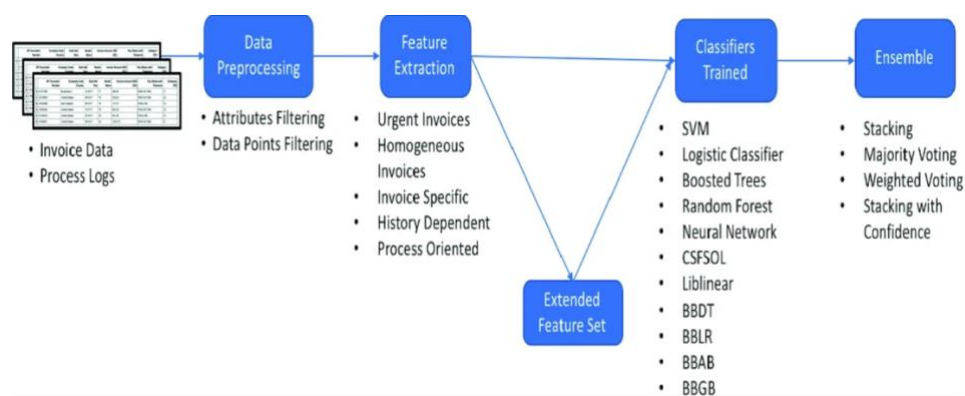 Data
Preprocessing
Feature
Extraction
Classifiers
Trained
Ensemble
• Invoice Data
• Process Logs
• Attributes Filtering
• Data Points Filtering
• Urgent Invoices
• Homogeneous
Invoices
• Invoice Specific
• History Dependent
• Process Oriented
Extended
Feature Set
• SVM
• Logistic Classifier
• Boosted Trees
• Random Forest
• Neural Network
• CSFSOL
• Liblinear
• BBDT
• BBLR
• BBAB
• BBGB
• Stacking
• Majority Voting
• Weighted Voting
• Stacking with
Confidence